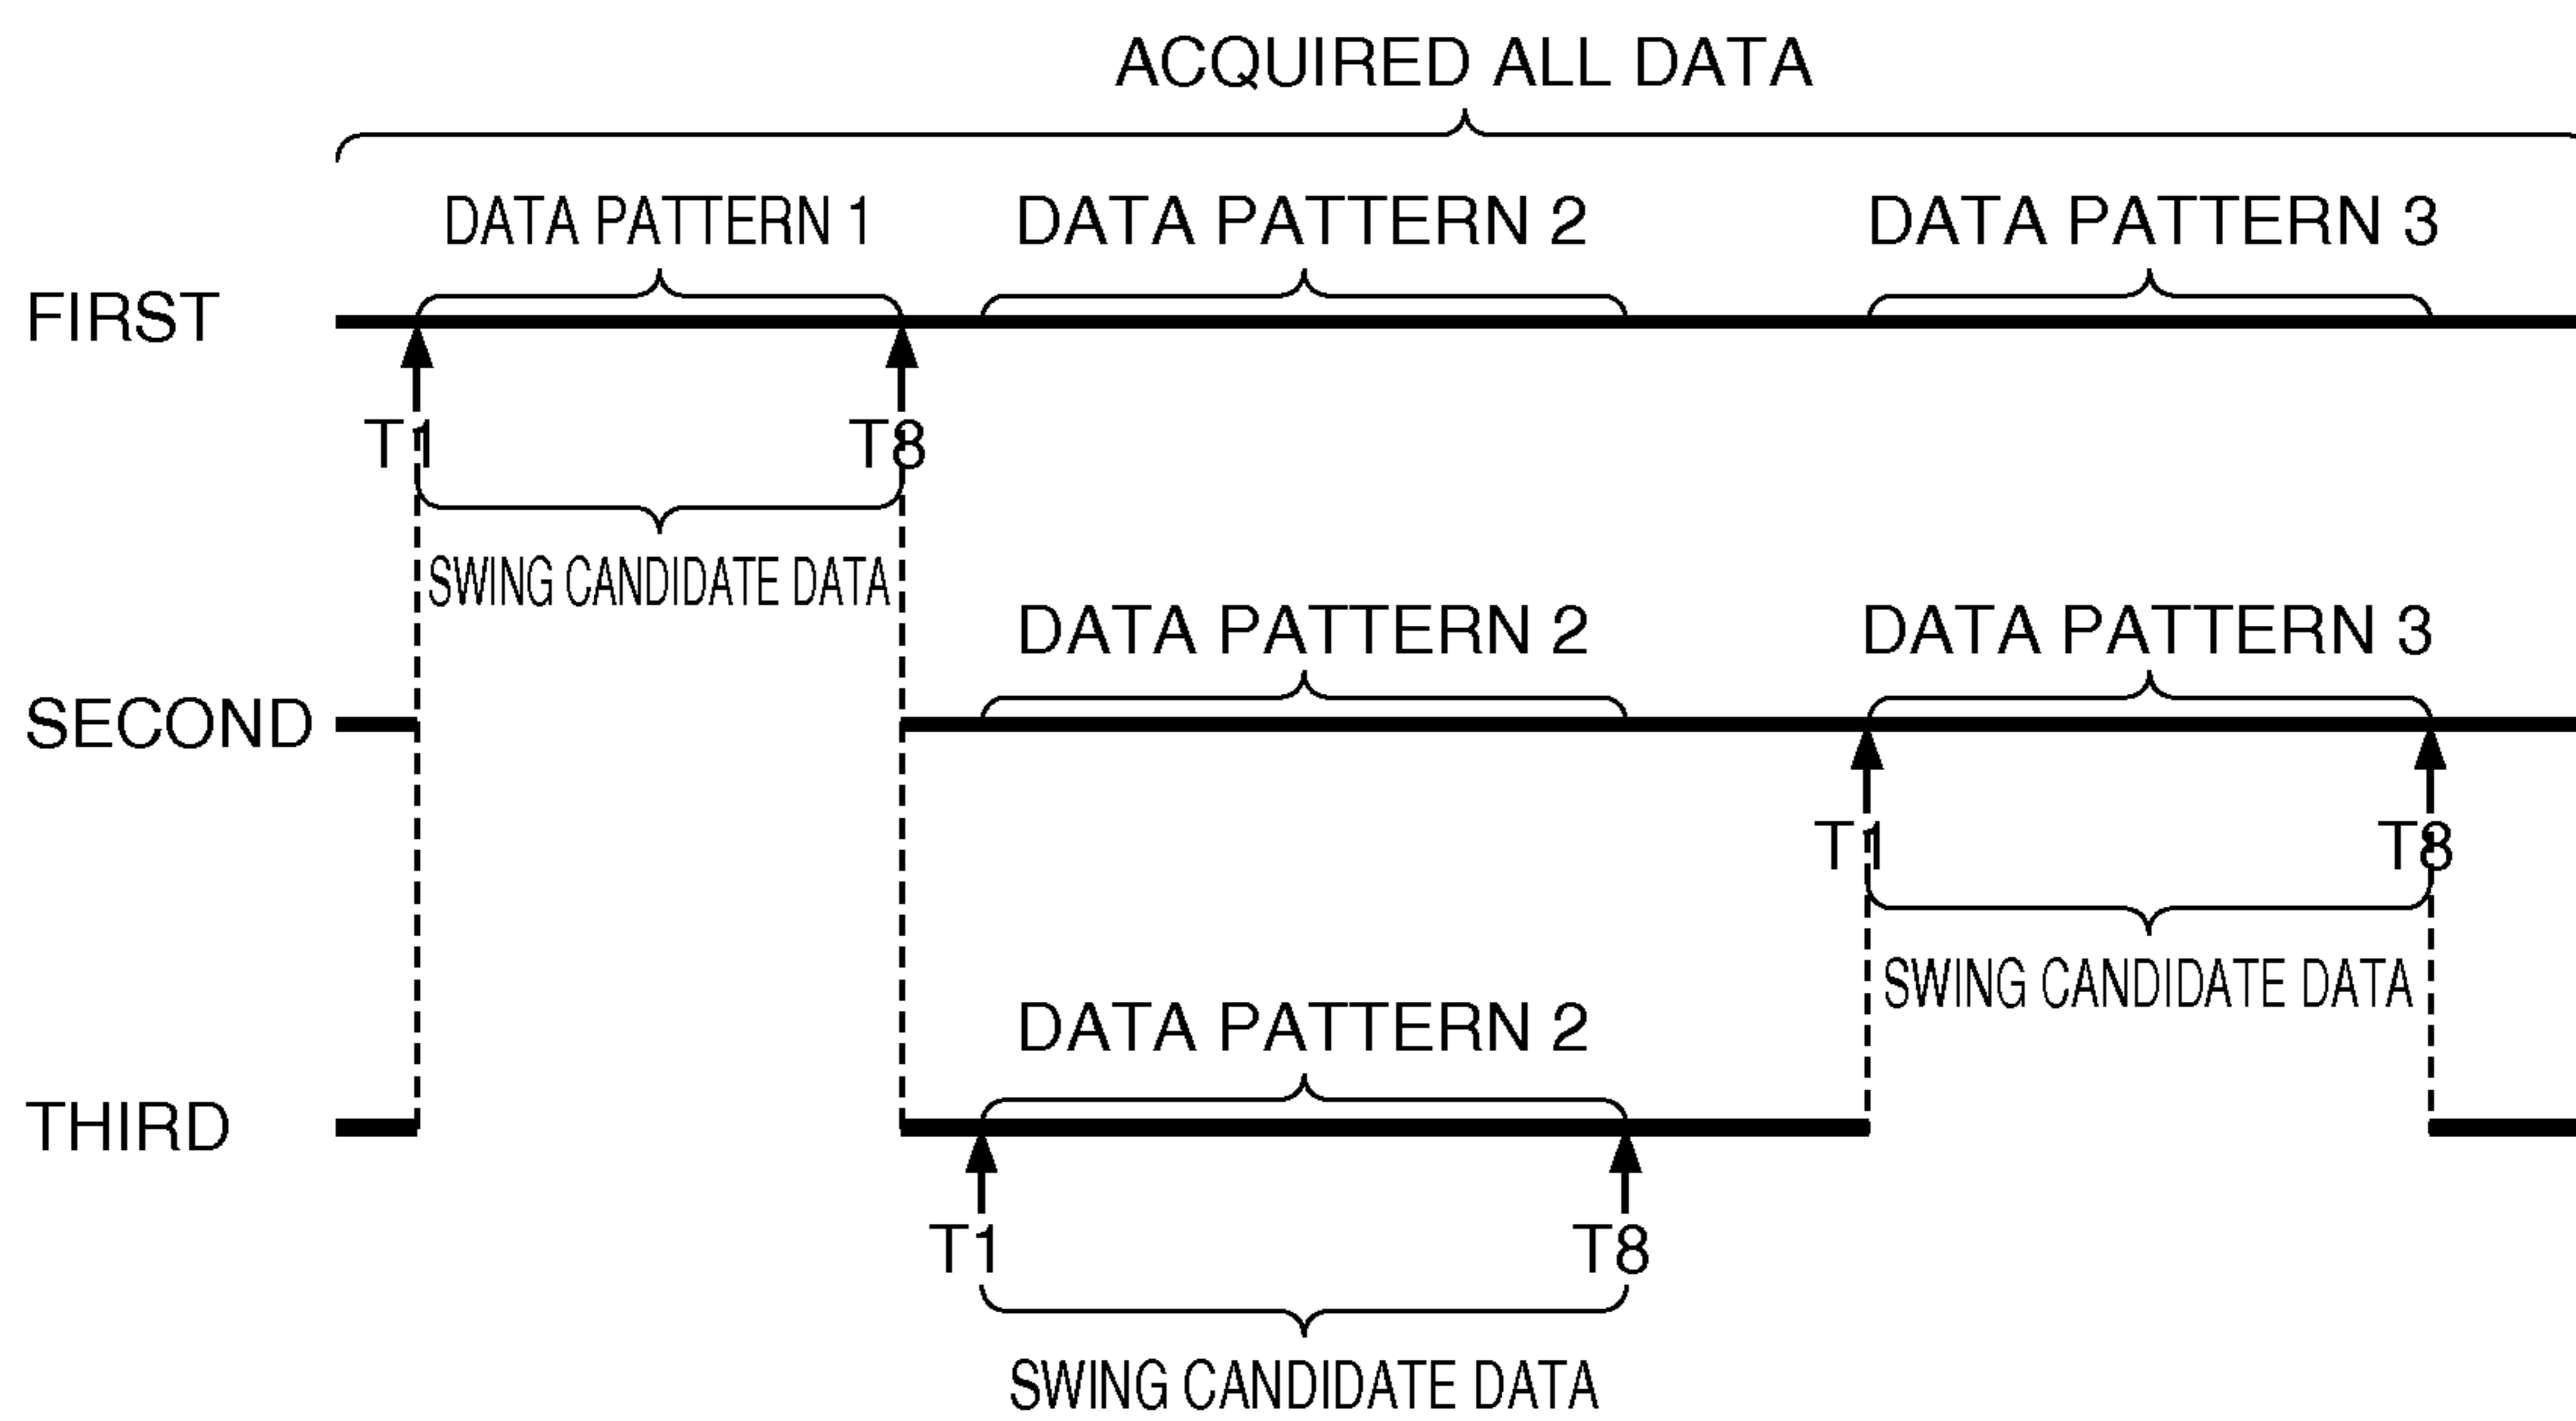 ACQUIRED ALL DATA
DATA PATTERN 1 DATA PATTERN 2 DATA PATTERN 3
FIRST
T1 T8
SWING CANDIDATE DATA
DATA PATTERN 2 DATA PATTERN 3
SECOND
T1 T8
SWING CANDIDATE DATA
DATA PATTERN 2
THIRD
T1 T8
SWING CANDIDATE DATA